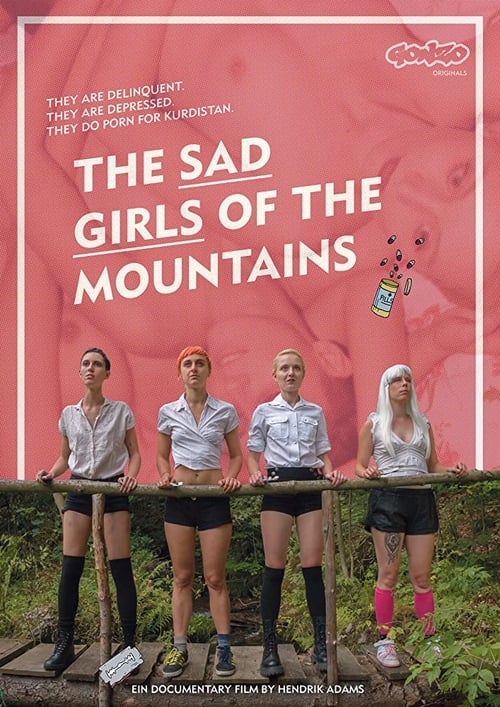 gonzo
ORIGINALS
THEY ARE DELINQUENT.
THEY ARE DEPRESSED.
THEY DO PORN FOR KURDISTAN.
THE SAD
GIRLS OF THE
MOUNTAINS
PILLS
EIN DOCUMENTARY FILM BY HENDRIK ADAMS